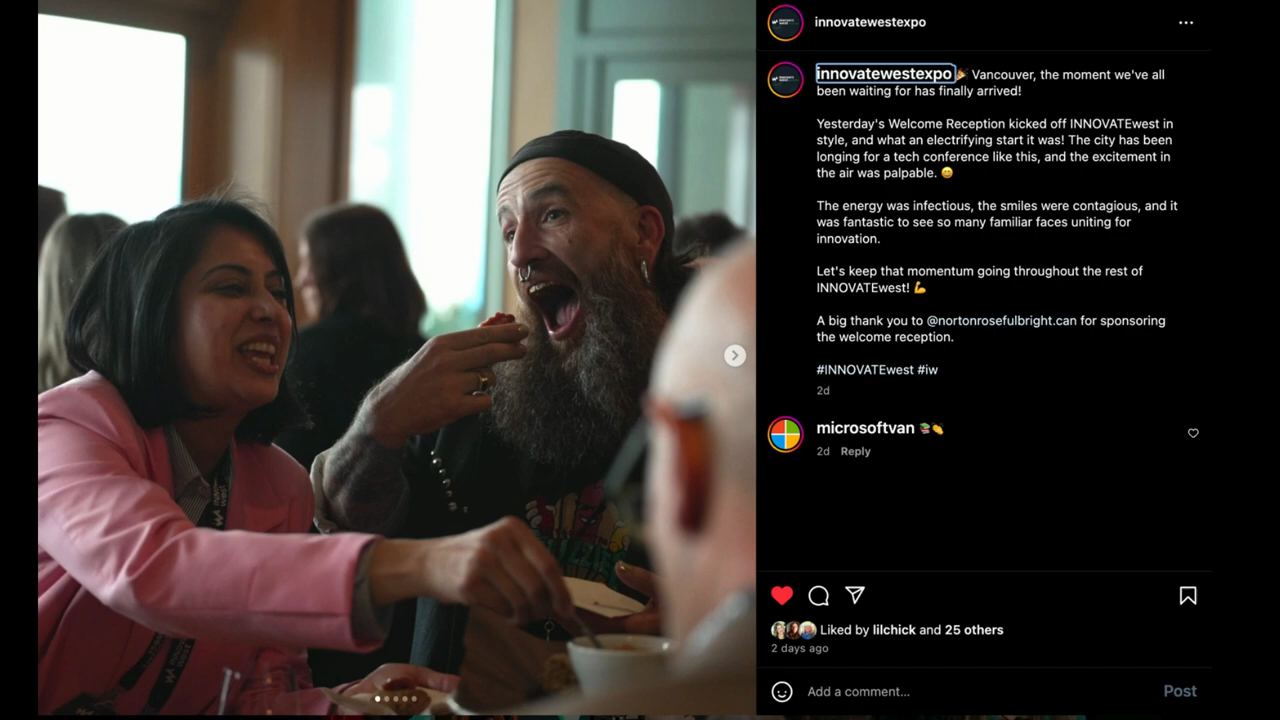 innovatewestexpo
innovatewestexpo 🎉 Vancouver, the moment we've all
been waiting for has finally arrived!
Yesterday's Welcome Reception kicked off INNOVATEwest in
style, and what an electrifying start it was! The city has been
longing for a tech conference like this, and the excitement in
the air was palpable. 😀
The energy was infectious, the smiles were contagious, and it
was fantastic to see so many familiar faces uniting for
innovation.
Let's keep that momentum going throughout the rest of
INNOVATEwest! 💪
A big thank you to @nortonrosefulbright.can for sponsoring
the welcome reception.
#INNOVATEwest #iw
2d
microsoftvan 📚👏
2d Reply
Liked by lilchick and 25 others
2 days ago
Add a comment...
Post